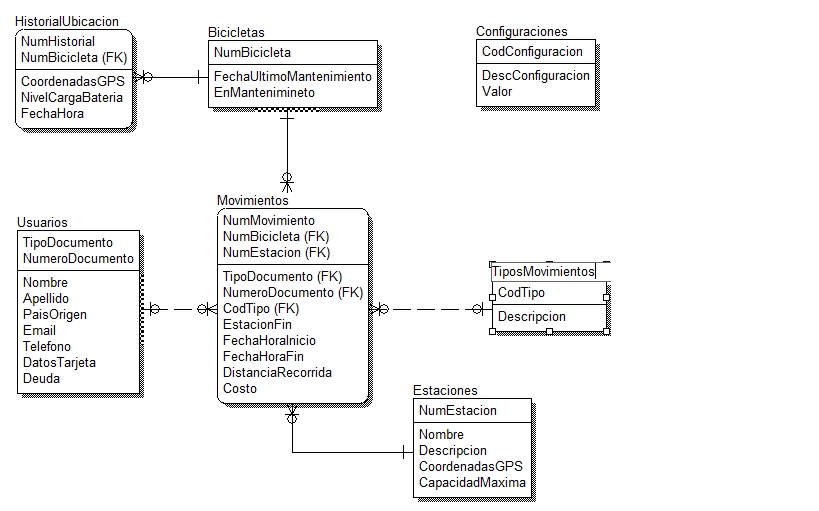 HistorialUbicacion
NumHistorial
NumBicicleta (FK)
CoordenadasGPS
NivelCargaBateria
FechaHora
Bicicletas
NumBicicleta
FechaUltimoMantenimiento
EnMantenimineto
Configuraciones
CodConfiguracion
DescConfiguracion
Valor
Usuarios
TipoDocumento
NumeroDocumento
Nombre
Apellido
PaisOrigen
Email
Telefono
DatosTarjeta
Deuda
Movimientos
NumMovimiento
NumBicicleta (FK)
NumEstacion (FK)
TipoDocumento (FK)
NumeroDocumento (FK)
CodTipo (FK)
EstacionFin
FechaHoraInicio
FechaHoraFin
DistanciaRecorrida
Costo
TiposMovimientos
CodTipo
Descripcion
Estaciones
NumEstacion
Nombre
Descripcion
CoordenadasGPS
CapacidadMaxima